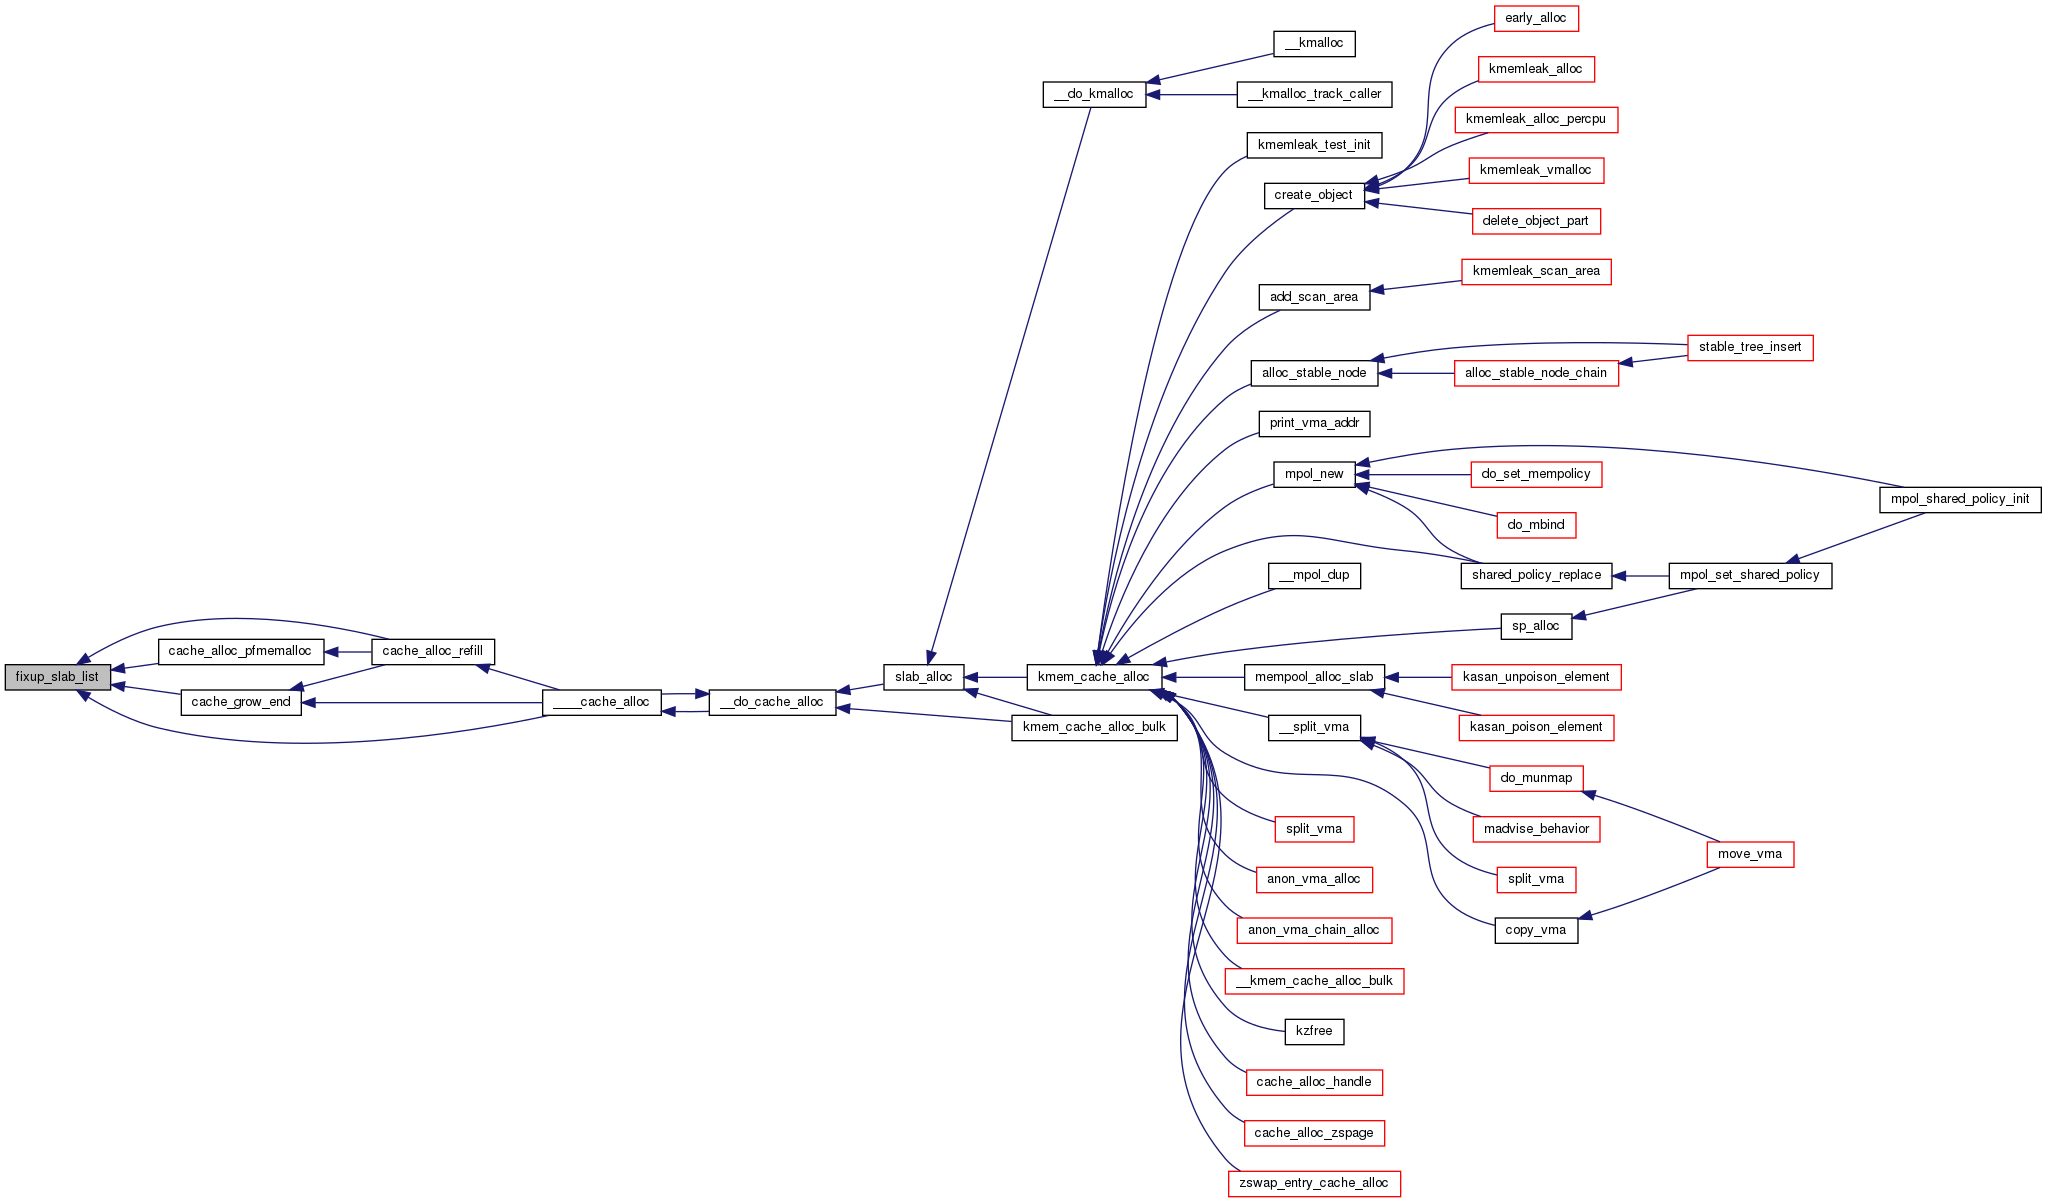 early_alloc
__kmalloc
kmemleak_alloc
__do_kmalloc
__kmalloc_track_caller
kmemleak_alloc_percpu
kmemleak_test_init
kmemleak_vmalloc
create_object
delete_object_part
kmemleak_scan_area
add_scan_area
stable_tree_insert
alloc_stable_node
alloc_stable_node_chain
print_vma_addr
mpol_new
do_set_mempolicy
mpol_shared_policy_init
do_mbind
__mpol_dup
shared_policy_replace
mpol_set_shared_policy
sp_alloc
cache_alloc_pfmemalloc
cache_alloc_refill
fixup_slab_list
slab_alloc
kmem_cache_alloc
mempool_alloc_slab
kasan_unpoison_element
cache_grow_end
____cache_alloc
__do_cache_alloc
kmem_cache_alloc_bulk
__split_vma
kasan_poison_element
do_munmap
split_vma
madvise_behavior
move_vma
anon_vma_alloc
split_vma
anon_vma_chain_alloc
copy_vma
__kmem_cache_alloc_bulk
kzfree
cache_alloc_handle
cache_alloc_zspage
zswap_entry_cache_alloc